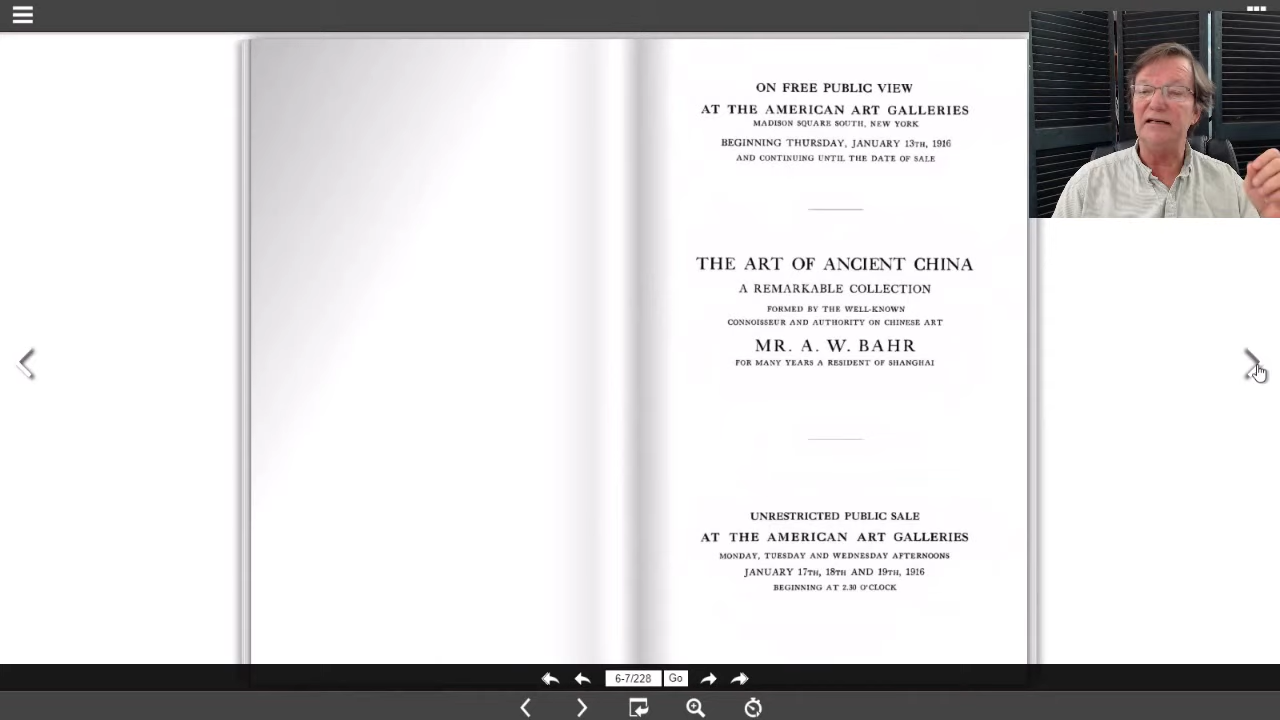 ON FREE PUBLIC VIEW
AT THE AMERICAN ART GALLERIES
MADISON SQUARE SOUTH, NEW YORK
BEGINNING THURSDAY, JANUARY 13TH, 1916
AND CONTINUING UNTIL THE DATE OF SALE
THE ART OF ANCIENT CHINA
A REMARKABLE COLLECTION
FORMED BY THE WELL-KNOWN
CONNOISSEUR AND AUTHORITY ON CHINESE ART
MR. A. W. BAHR
FOR MANY YEARS A RESIDENT OF SHANGHAI
UNRESTRICTED PUBLIC SALE
AT THE AMERICAN ART GALLERIES
MONDAY, TUESDAY AND WEDNESDAY AFTERNOONS
JANUARY 17TH, 18TH AND 19TH, 1916
BEGINNING AT 2.30 O'CLOCK
6-7/228 Go